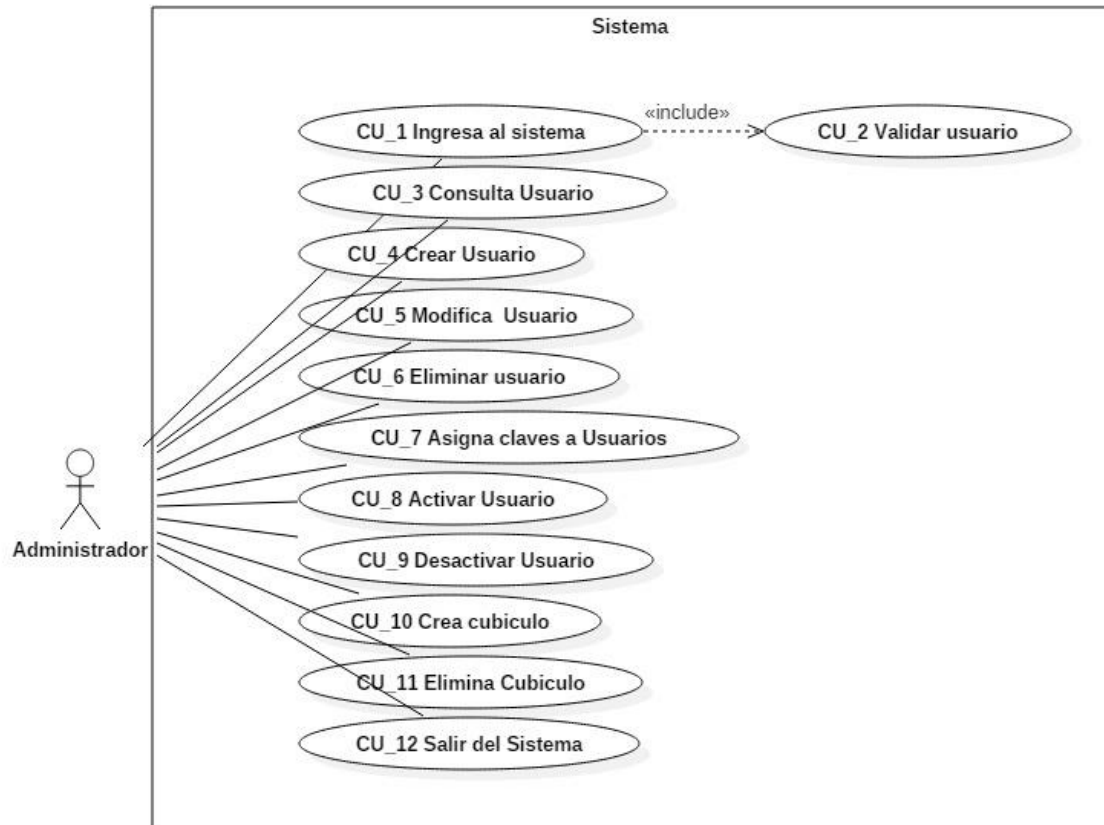 Sistema
CU_1 Ingresa al sistema
«include»
CU_2 Validar usuario
CU_3 Consulta Usuario
CU_4 Crear Usuario
CU_5 Modifica  Usuario
CU_6 Eliminar usuario
CU_7 Asigna claves a Usuarios
CU_8 Activar Usuario
Administrador
CU_9 Desactivar Usuario
CU_10 Crea cubiculo
CU_11 Elimina Cubiculo
CU_12 Salir del Sistema